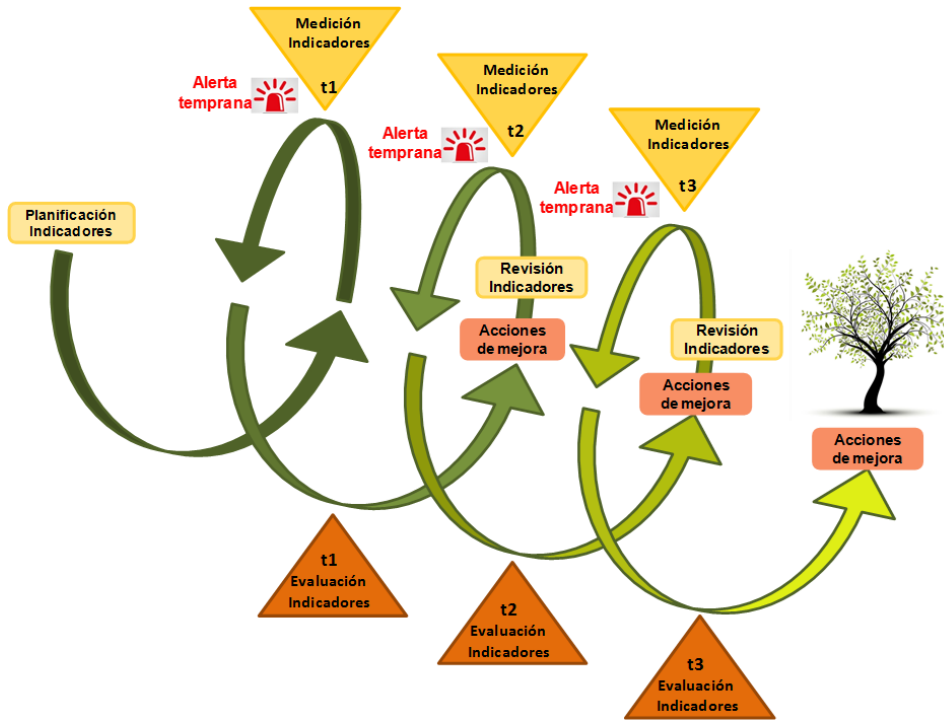 Medición
Indicadores
t1
Alerta
temprana
Medición
Indicadores
t2
Alerta
temprana
Medición
Indicadores
t3
Alerta
temprana
Planificación
Indicadores
Revisión
Indicadores
Acciones
de mejora
Revisión
Indicadores
Acciones
de mejora
Acciones
de mejora
t1
Evaluación
Indicadores
t2
Evaluación
Indicadores
t3
Evaluación
Indicadores